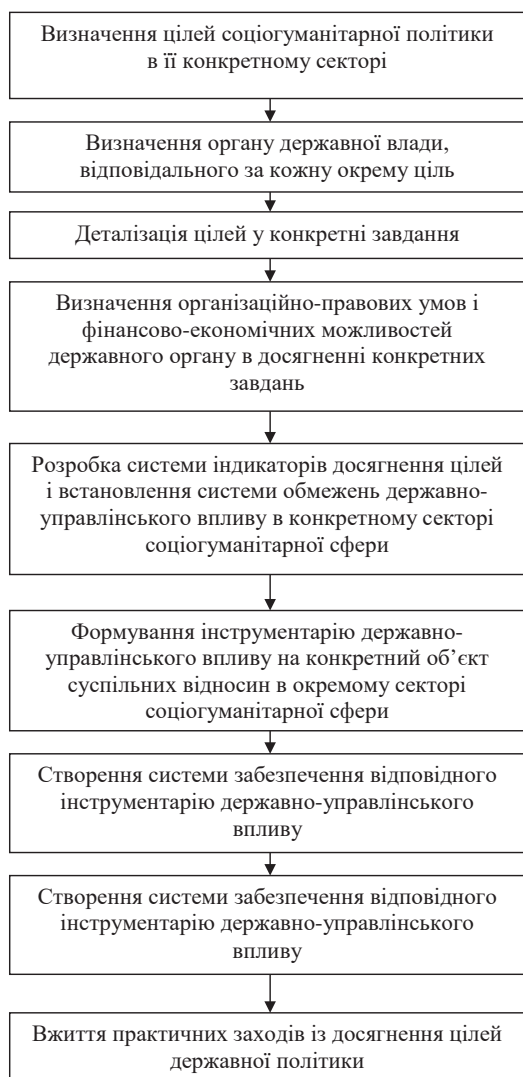 Визначення цілей соціогуманітарної політики
в її конкретному секторі
Визначення органу державної влади,
відповідального за кожну окрему ціль
Деталізація цілей у конкретні завдання
Визначення організаційно-правових умов і
фінансово-економічних можливостей
державного органу в досягненні конкретних
завдань
Розробка системи індикаторів досягнення цілей
і встановлення системи обмежень державно-
управлінського впливу в конкретному секторі
соціогуманітарної сфери
Формування інструментарію державно-
управлінського впливу на конкретний об’єкт
суспільних відносин в окремому секторі
соціогуманітарної сфери
Створення системи забезпечення відповідного
інструментарію державно-управлінського
впливу
Створення системи забезпечення відповідного
інструментарію державно-управлінського
впливу
Вжиття практичних заходів із досягнення цілей
державної політики